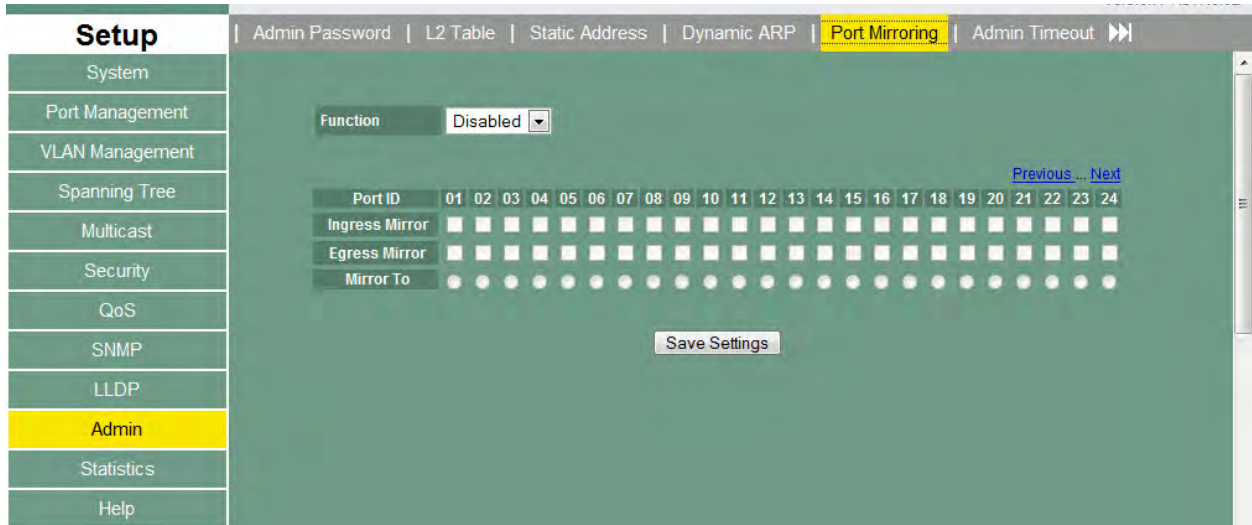 Setup
| Admin Password | L2 Table | Static Address | Dynamic ARP | Port Mirroring | Admin Timeout
System
Port Management
VLAN Management
Spanning Tree
Multicast
Security
QoS
SNMP
LLDP
Admin
Statistics
Help
Function Disabled
Previous ... Next
Port ID 01 02 03 04 05 06 07 08 09 10 11 12 13 14 15 16 17 18 19 20 21 22 23 24
Ingress Mirror
Egress Mirror
Mirror To
Save Settings